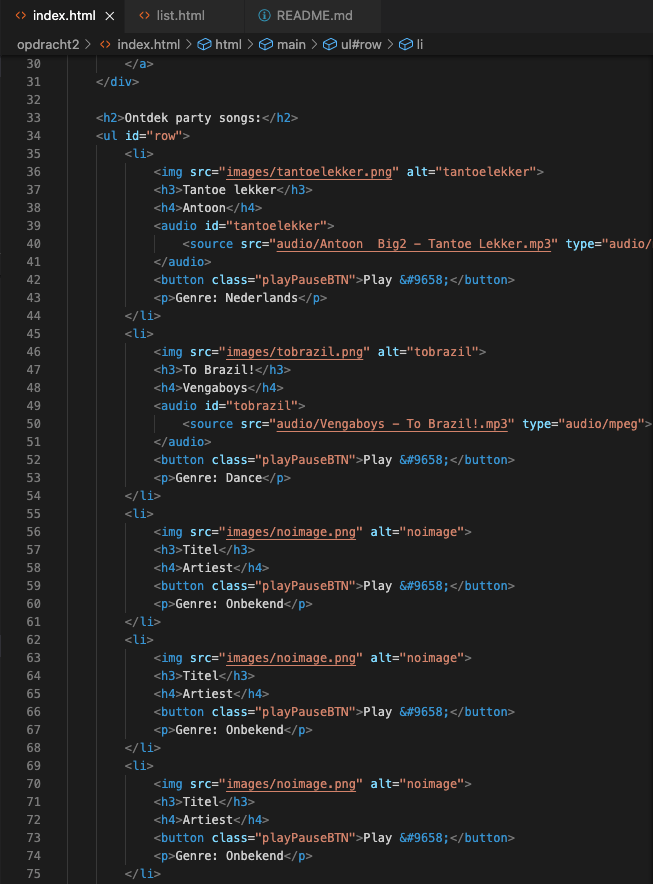 index.html × list.html README.md
opdracht2 > index.html > html > main > ul#row > li
30 </a>
31 </div>
32
33 <h2>Ontdek party songs:</h2>
34 <ul id="row">
35 <li>
36 <img src="images/tantoelekker.png" alt="tantoelekker">
37 <h3>Tantoe lekker</h3>
38 <h4>Antoon</h4>
39 <audio id="tantoelekker">
40 <source src="audio/Antoon  Big2 - Tantoe Lekker.mp3" type="audio/
41 </audio>
42 <button class="playPauseBTN">Play &#9658;</button>
43 <p>Genre: Nederlands</p>
44 </li>
45 <li>
46 <img src="images/tobrazil.png" alt="tobrazil">
47 <h3>To Brazil!</h3>
48 <h4>Vengaboys</h4>
49 <audio id="tobrazil">
50 <source src="audio/Vengaboys - To Brazil!.mp3" type="audio/mpeg">
51 </audio>
52 <button class="playPauseBTN">Play &#9658;</button>
53 <p>Genre: Dance</p>
54 </li>
55 <li>
56 <img src="images/noimage.png" alt="noimage">
57 <h3>Titel</h3>
58 <h4>Artiest</h4>
59 <button class="playPauseBTN">Play &#9658;</button>
60 <p>Genre: Onbekend</p>
61 </li>
62 <li>
63 <img src="images/noimage.png" alt="noimage">
64 <h3>Titel</h3>
65 <h4>Artiest</h4>
66 <button class="playPauseBTN">Play &#9658;</button>
67 <p>Genre: Onbekend</p>
68 </li>
69 <li>
70 <img src="images/noimage.png" alt="noimage">
71 <h3>Titel</h3>
72 <h4>Artiest</h4>
73 <button class="playPauseBTN">Play &#9658;</button>
74 <p>Genre: Onbekend</p>
75 </li>